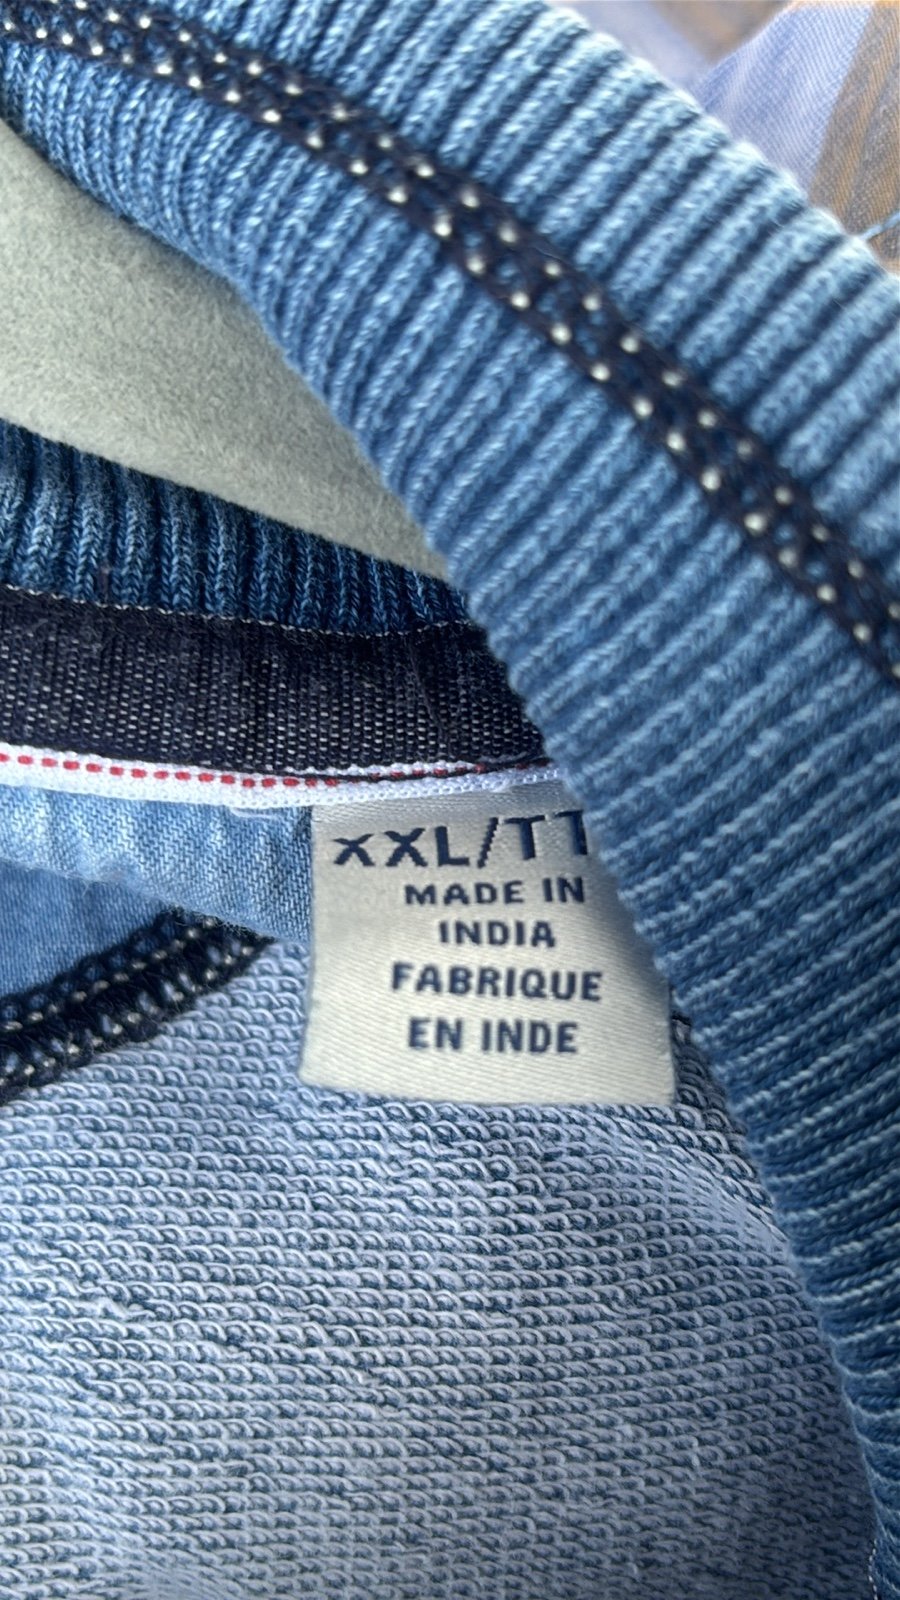 XXL/TT
MADE IN
INDIA
FABRIQUE
EN INDE